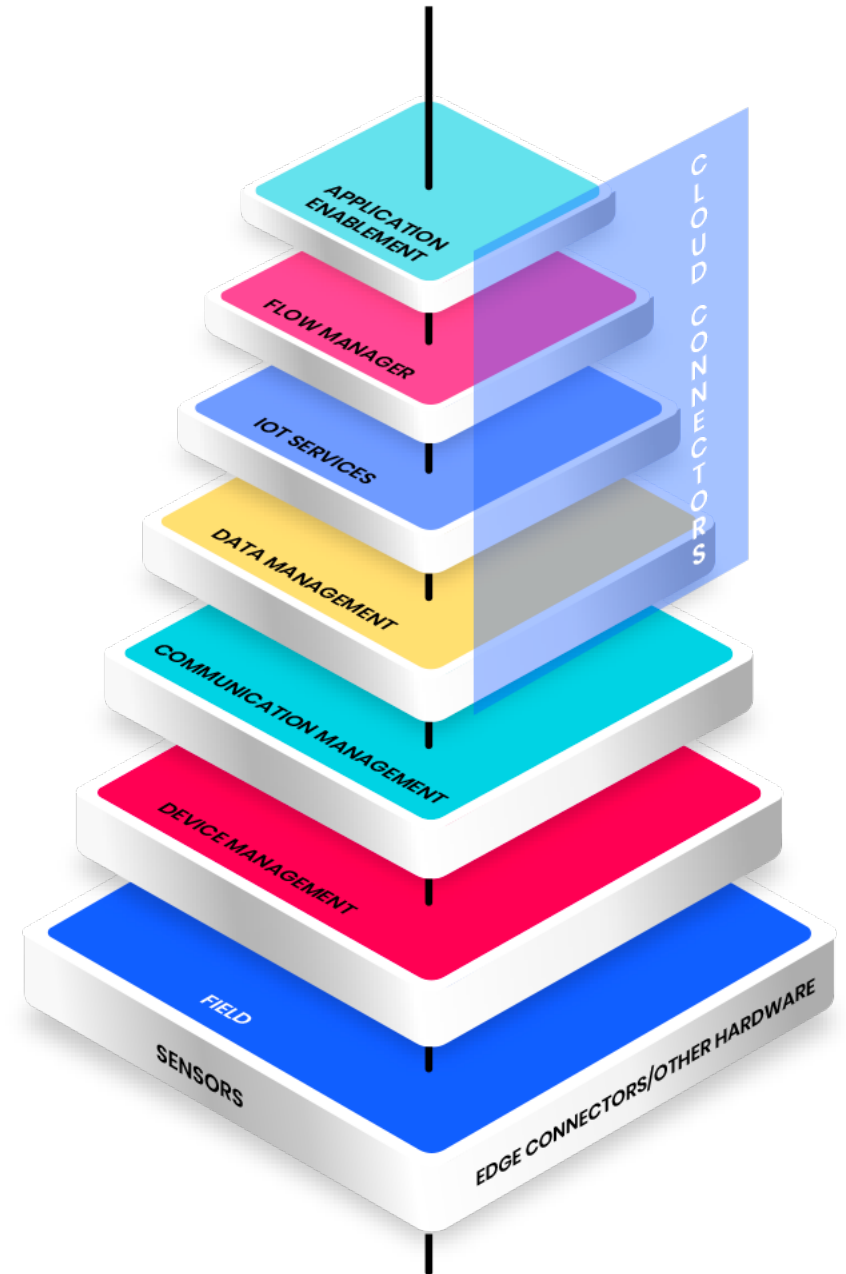 APPLICATION
ENABLEMENT
CLOUD CONNECTORS
FLOW MANAGER
IOT SERVICES
DATA MANAGEMENT
COMMUNICATION MANAGEMENT
DEVICE MANAGEMENT
FIELD
SENSORS
EDGE CONNECTORS/OTHER HARDWARE